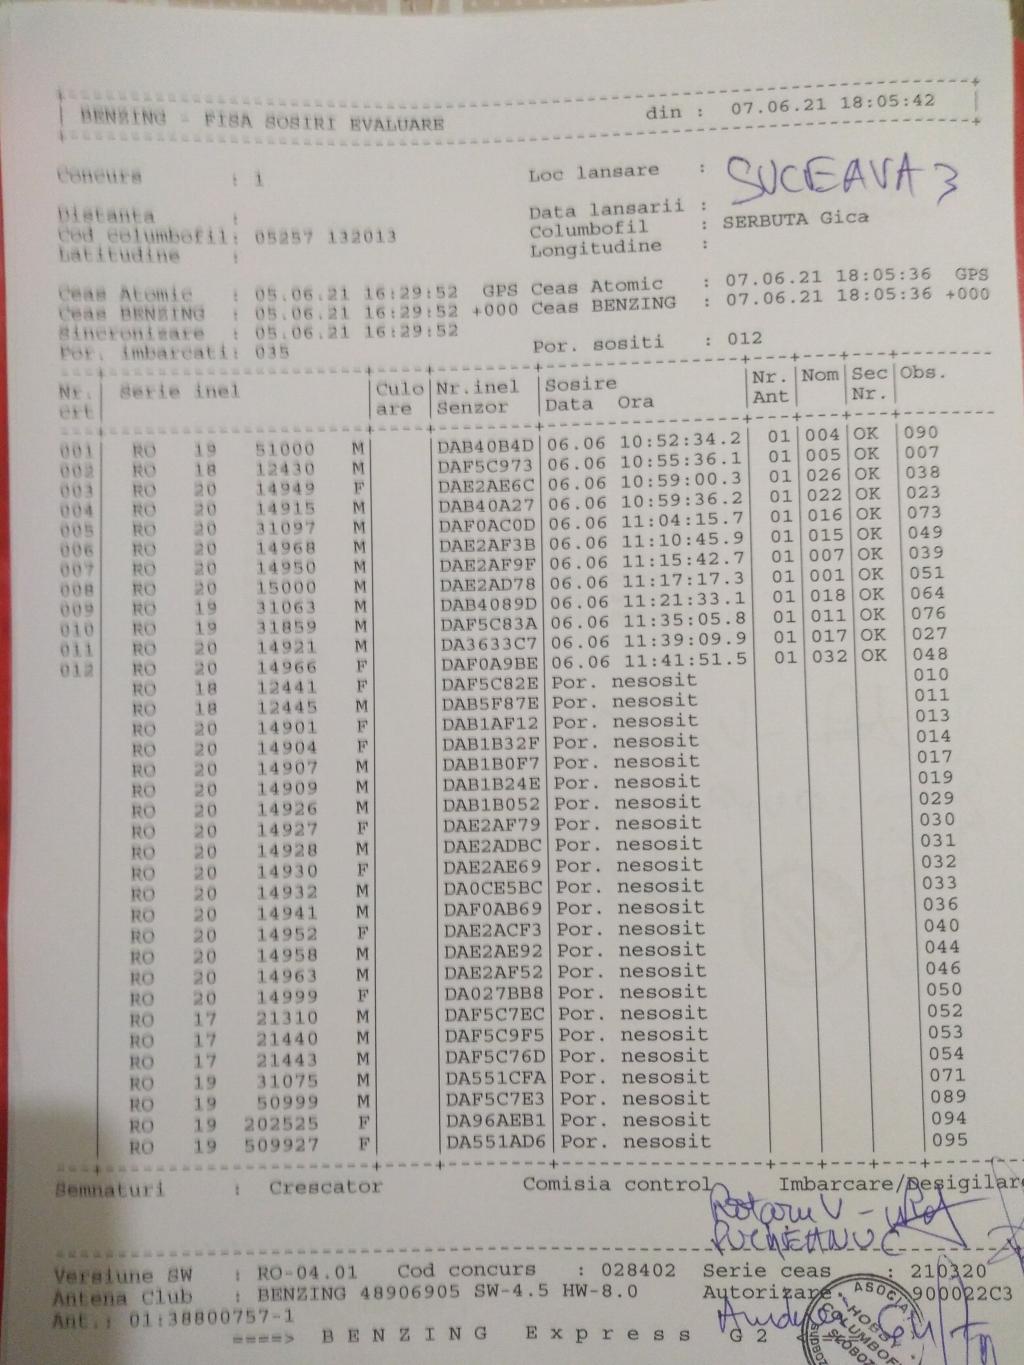 BENZING - FISA SOSIRI EVALUARE din : 07.06.21 18:05:42
Concurs : 1 Loc lansare : SUCEAVA 3
Distanta : Data lansarii :
Cod columbofil: 05257 132013 Columbofil : SERBUTA Gica
Latitudine : Longitudine :
Ceas Atomic : 05.06.21 16:29:52 GPS Ceas Atomic : 07.06.21 18:05:36 GPS
Ceas BENZING : 05.06.21 16:29:52 +000 Ceas BENZING : 07.06.21 18:05:36 +000
Sincronizare : 05.06.21 16:29:52
Por. imbarcati: 035 Por. sositi : 012
Nr. Serie inel Culo Nr.inel Sosire Nr. Nom Sec Obs.
crt are Senzor Data Ora Ant Nr.
001 RO 19 51000 M DAB40B4D 06.06 10:52:34.2 01 004 OK 090
002 RO 18 12430 M DAF5C973 06.06 10:55:36.1 01 005 OK 007
003 RO 20 14949 F DAE2AE6C 06.06 10:59:00.3 01 026 OK 038
004 RO 20 14915 M DAB40A27 06.06 10:59:36.2 01 022 OK 023
005 RO 20 31097 M DAF0AC0D 06.06 11:04:15.7 01 016 OK 073
006 RO 20 14968 M DAE2AF3B 06.06 11:10:45.9 01 015 OK 049
007 RO 20 14950 M DAE2AF9F 06.06 11:15:42.7 01 007 OK 039
008 RO 20 15000 M DAE2AD78 06.06 11:17:17.3 01 001 OK 051
009 RO 19 31063 M DAB4089D 06.06 11:21:33.1 01 018 OK 064
010 RO 19 31859 M DAF5C83A 06.06 11:35:05.8 01 011 OK 076
011 RO 20 14921 M DA3633C7 06.06 11:39:09.9 01 017 OK 027
012 RO 20 14966 F DAF0A9BE 06.06 11:41:51.5 01 032 OK 048
RO 18 12441 F DAF5C82E Por. nesosit 010
RO 18 12445 M DAB5F87E Por. nesosit 011
RO 20 14901 F DAB1AF12 Por. nesosit 013
RO 20 14904 F DAB1B32F Por. nesosit 014
RO 20 14907 M DAB1B0F7 Por. nesosit 017
RO 20 14909 M DAB1B24E Por. nesosit 019
RO 20 14926 M DAB1B052 Por. nesosit 029
RO 20 14927 F DAE2AF79 Por. nesosit 030
RO 20 14928 M DAE2ADBC Por. nesosit 031
RO 20 14930 F DAE2AE69 Por. nesosit 032
RO 20 14932 M DA0CE5BC Por. nesosit 033
RO 20 14941 M DAF0AB69 Por. nesosit 036
RO 20 14952 F DAE2ACF3 Por. nesosit 040
RO 20 14958 M DAE2AE92 Por. nesosit 044
RO 20 14963 M DAE2AF52 Por. nesosit 046
RO 20 14999 F DA027BB8 Por. nesosit 050
RO 17 21310 M DAF5C7EC Por. nesosit 052
RO 17 21440 M DAF5C9F5 Por. nesosit 053
RO 17 21443 M DAF5C76D Por. nesosit 054
RO 19 31075 M DA551CFA Por. nesosit 071
RO 19 50999 M DAF5C7E3 Por. nesosit 089
RO 19 202525 F DA96AEB1 Por. nesosit 094
RO 19 509927 F DA551AD6 Por. nesosit 095
Semnaturi : Crescator Comisia control Imbarcare/Desigilare
Rotaru V
Versiune SW : RO-04.01 Cod concurs : 028402 Serie ceas : 210320
Antena Club : BENZING 48906905 SW-4.5 HW-8.0 Autorizare 900022C3
Ant.: 01:38800757-1
====> BENZING Express G2